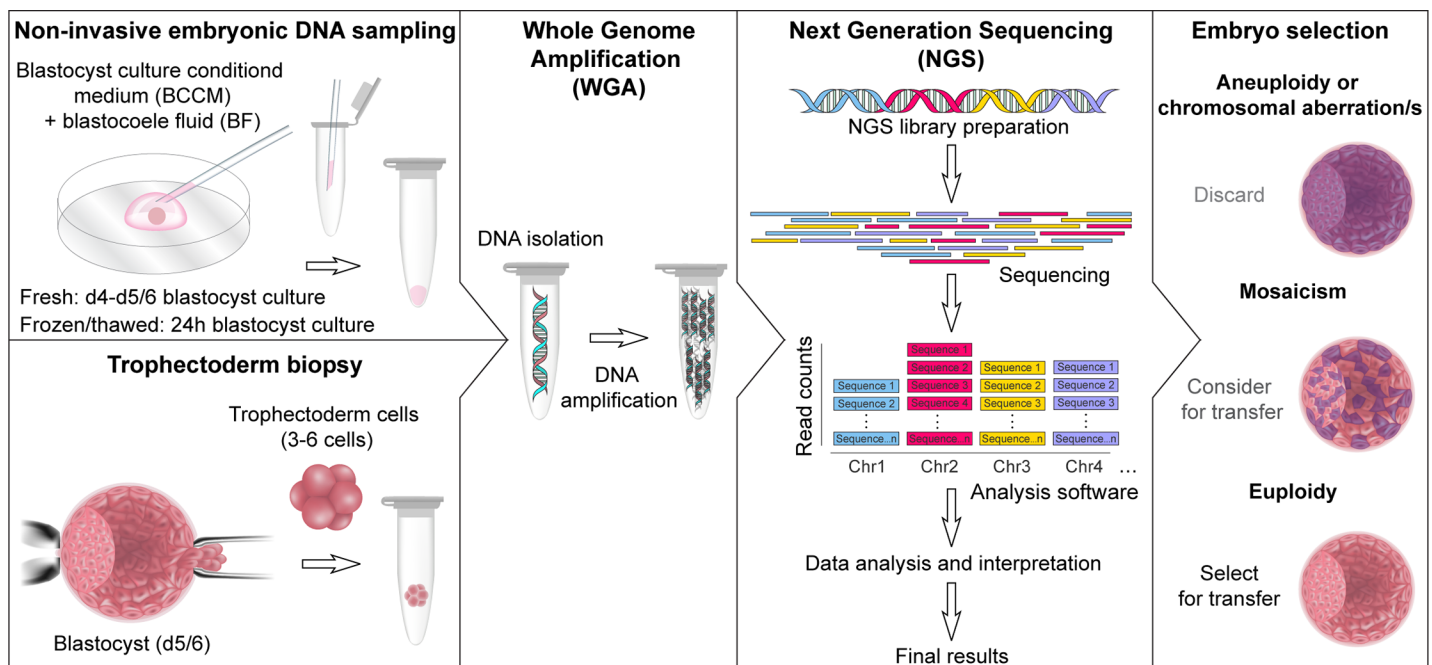 Non-invasive embryonic DNA sampling
Blastocyst culture conditiond
medium (BCCM)
+ blastocoele fluid (BF)
Fresh: d4-d5/6 blastocyst culture
Frozen/thawed: 24h blastocyst culture
Trophectoderm biopsy
Trophectoderm cells
(3-6 cells)
Blastocyst (d5/6)
Whole Genome
Amplification
(WGA)
DNA isolation
DNA
amplification
Next Generation Sequencing
(NGS)
NGS library preparation
Sequencing
Read counts
Sequence 1
Sequence 2
Sequence...n
Chr1
Sequence 1
Sequence 2
Sequence 3
Sequence 4
Sequence...n
Chr2
Sequence 1
Sequence 2
Sequence 3
Sequence...n
Chr3
Sequence 1
Sequence 2
Sequence 3
Sequence...n
Chr4
...
Analysis software
Data analysis and interpretation
Final results
Embryo selection
Aneuploidy or
chromosomal aberration/s
Discard
Mosaicism
Consider
for transfer
Euploidy
Select
for transfer